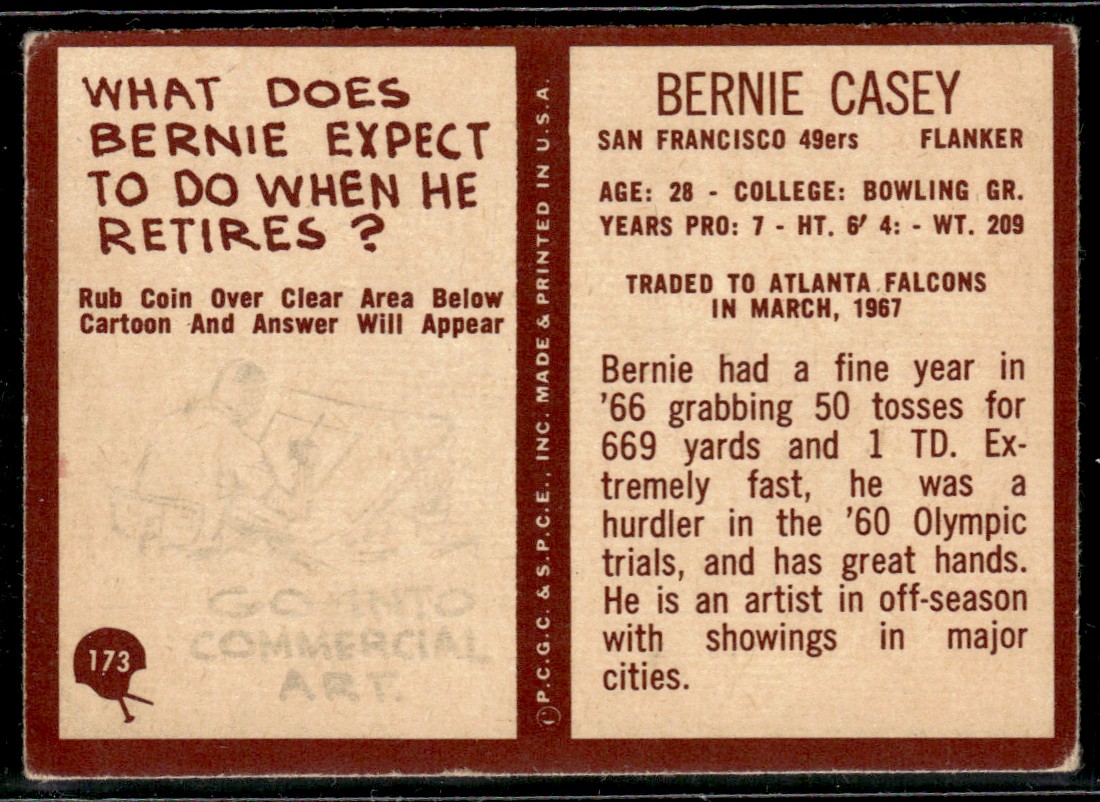 WHAT DOES
BERNIE EXPECT
TO DO WHEN HE
RETIRES?
Rub Coin Over Clear Area Below
Cartoon And Answer Will Appear
GO INTO
COMMERCIAL
ART.
173
©P.C.G.C. & S.P.C.E., INC. MADE & PRINTED IN U.S.A.
BERNIE CASEY
SAN FRANCISCO 49ers FLANKER
AGE: 28 - COLLEGE: BOWLING GR.
YEARS PRO: 7 - HT. 6' 4: - WT. 209
TRADED TO ATLANTA FALCONS
IN MARCH, 1967
Bernie had a fine year in
'66 grabbing 50 tosses for
669 yards and 1 TD. Ex-
tremely fast, he was a
hurdler in the '60 Olympic
trials, and has great hands.
He is an artist in off-season
with showings in major
cities.